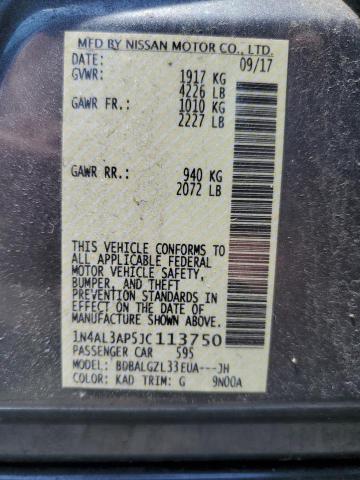 MFD BY NISSAN MOTOR CO., LTD.
DATE: 09/17
GVWR: 1917 KG
4226 LB
GAWR FR.: 1010 KG
2227 LB
GAWR RR.: 940 KG
2072 LB
THIS VEHICLE CONFORMS TO
ALL APPLICABLE FEDERAL
MOTOR VEHICLE SAFETY,
BUMPER, AND THEFT
PREVENTION STANDARDS
IN EFFECT ON THE DATE
OF MANUFACTURE SHOWN
ABOVE.
1N4AL3AP5JC113750
PASSENGER CAR 595
MODEL: BDBALGZL33EUA---JH
COLOR: KAD TRIM: G 9N00A